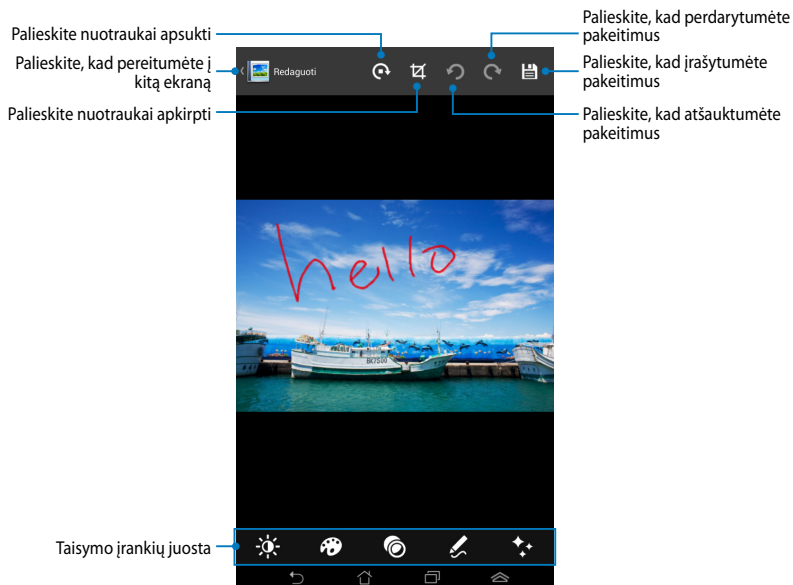 Palieskite nuotraukai apsukti
Palieskite, kad pereitumėte į
kitą ekraną
Palieskite nuotraukai apkirpti
Palieskite, kad perdarytumėte
pakeitimus
Palieskite, kad įrašytumėte
pakeitimus
Palieskite, kad atšauktumėte
pakeitimus
Redaguoti
hello
BK7500
Taisymo įrankių juosta